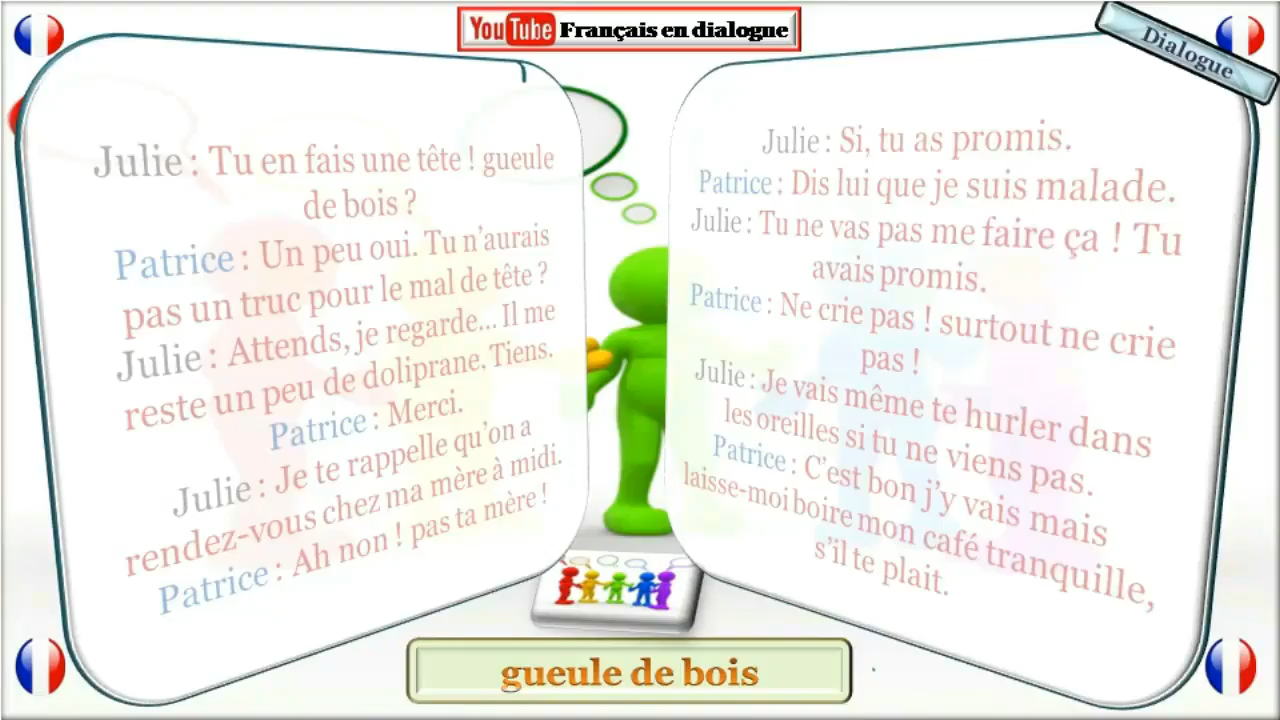 YouTube Français en dialogue
Dialogue
Julie : Tu en fais une tête ! gueule
de bois ?
Patrice : Un peu oui. Tu n'aurais
pas un truc pour le mal de tête ?
Julie : Attends, je regarde... Il me
reste un peu de doliprane. Tiens.
Patrice : Merci.
Julie : Je te rappelle qu'on a
rendez-vous chez ma mère à midi.
Patrice : Ah non ! pas ta mère !
Julie : Si, tu as promis.
Patrice : Dis lui que je suis malade.
Julie : Tu ne vas pas me faire ça ! Tu
avais promis.
Patrice : Ne crie pas ! surtout ne crie
pas !
Julie : Je vais même te hurler dans
les oreilles si tu ne viens pas.
Patrice : C'est bon j'y vais mais
laisse-moi boire mon café tranquille,
s'il te plait.
gueule de bois